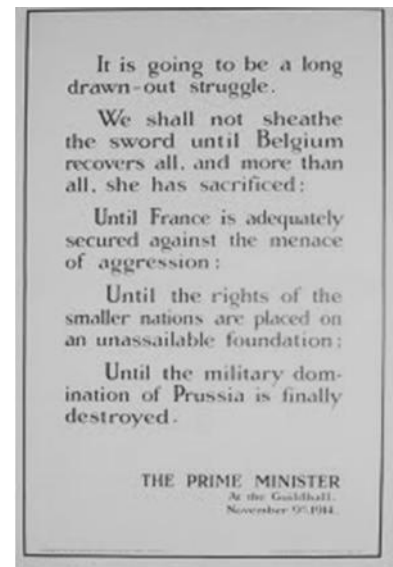 It is going to be a long
drawn-out struggle.
We shall not sheathe
the sword until Belgium
recovers all, and more than
all, she has sacrificed:
Until France is adequately
secured against the menace
of aggression:
Until the rights of the
smaller nations are placed on
an unassailable foundation:
Until the military dom-
ination of Prussia is finally
destroyed.
THE PRIME MINISTER
At the Guildhall,
November 9th 1914.